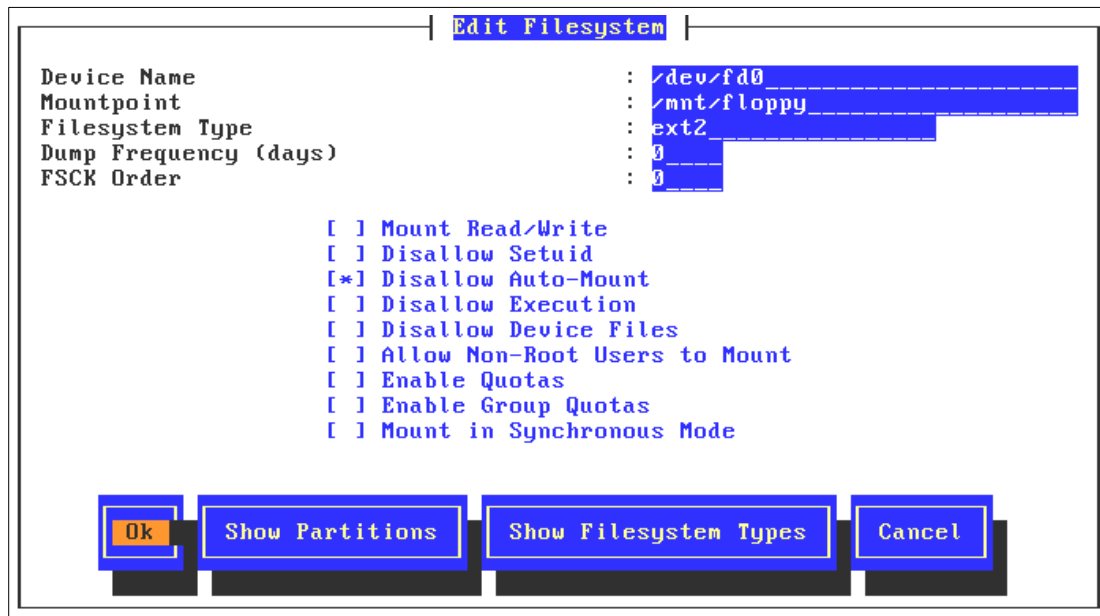 Edit Filesystem
Device Name : /dev/fd0
Mountpoint : /mnt/floppy
Filesystem Type : ext2
Dump Frequency (days) : 0
FSCK Order : 0
[ ] Mount Read/Write
[ ] Disallow Setuid
[*] Disallow Auto-Mount
[ ] Disallow Execution
[ ] Disallow Device Files
[ ] Allow Non-Root Users to Mount
[ ] Enable Quotas
[ ] Enable Group Quotas
[ ] Mount in Synchronous Mode
Ok Show Partitions Show Filesystem Types Cancel